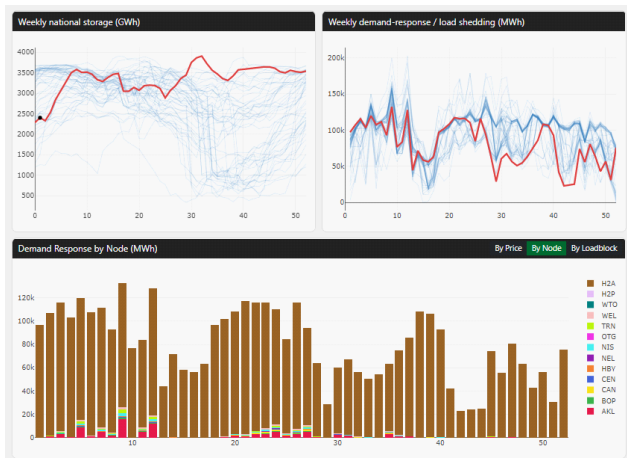 Weekly national storage (GWh)
4000
3500
3000
2500
2000
1500
1000
500
0
10
20
30
40
50
Weekly demand-response / load shedding (MWh)
200k
150k
100k
50k
0
0
10
20
30
40
50
Demand Response by Node (MWh)
By Price
By Node
By Loadblock
120k
100k
80k
60k
40k
20k
0
10
20
30
40
50
H2A
H2P
WTO
WEL
TRN
OTG
NIS
NEL
HBY
CEN
CAN
BOP
AKL